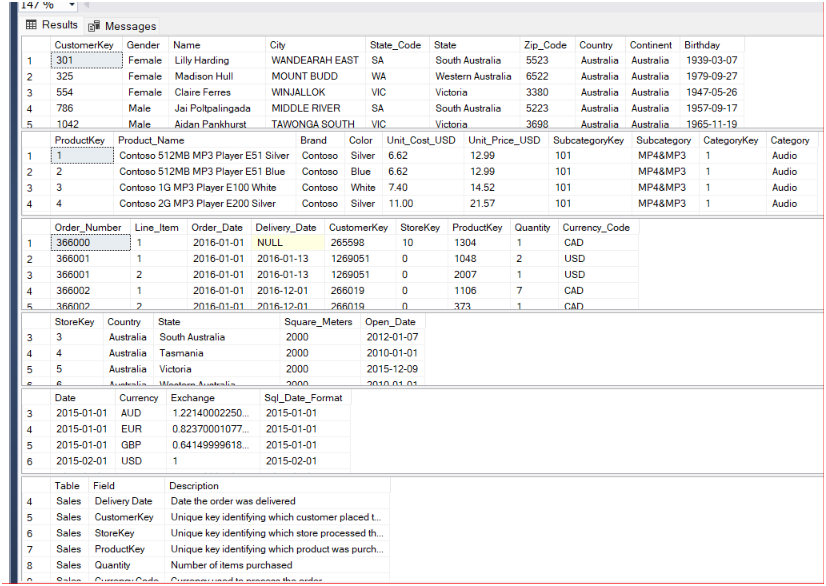 147 %
Results Messages
CustomerKey Gender Name City State_Code State Zip_Code Country Continent Birthday
1 301 Female Lilly Harding WANDEARAH EAST SA South Australia 5523 Australia Australia 1939-03-07
2 325 Female Madison Hull MOUNT BUDD WA Western Australia 6522 Australia Australia 1979-09-27
3 554 Female Claire Ferres WINJALLOK VIC Victoria 3380 Australia Australia 1947-05-26
4 786 Male Jai Poltpalingada MIDDLE RIVER SA South Australia 5223 Australia Australia 1957-09-17
5 1042 Male Aidan Pankhurst TAWONGA SOUTH VIC Victoria 3698 Australia Australia 1965-11-19
ProductKey Product_Name Brand Color Unit_Cost_USD Unit_Price_USD SubcategoryKey Subcategory CategoryKey Category
1 1 Contoso 512MB MP3 Player E51 Silver Contoso Silver 6.62 12.99 101 MP4&MP3 1 Audio
2 2 Contoso 512MB MP3 Player E51 Blue Contoso Blue 6.62 12.99 101 MP4&MP3 1 Audio
3 3 Contoso 1G MP3 Player E100 White Contoso White 7.40 14.52 101 MP4&MP3 1 Audio
4 4 Contoso 2G MP3 Player E200 Silver Contoso Silver 11.00 21.57 101 MP4&MP3 1 Audio
Order_Number Line_Item Order_Date Delivery_Date CustomerKey StoreKey ProductKey Quantity Currency_Code
1 366000 1 2016-01-01 NULL 265598 10 1304 1 CAD
2 366001 1 2016-01-01 2016-01-13 1269051 0 1048 2 USD
3 366001 2 2016-01-01 2016-01-13 1269051 0 2007 1 USD
4 366002 1 2016-01-01 2016-12-01 266019 0 1106 7 CAD
5 366002 2 2016-01-01 2016-12-01 266019 0 373 1 CAD
StoreKey Country State Square_Meters Open_Date
3 3 Australia South Australia 2000 2012-01-07
4 4 Australia Tasmania 2000 2010-01-01
5 5 Australia Victoria 2000 2015-12-09
6 6 Australia Western Australia 2000 2010-01-01
Date Currency Exchange Sql_Date_Format
3 2015-01-01 AUD 1.22140002250... 2015-01-01
4 2015-01-01 EUR 0.82370001077... 2015-01-01
5 2015-01-01 GBP 0.64149999618... 2015-01-01
6 2015-02-01 USD 1 2015-02-01
Table Field Description
4 Sales Delivery Date Date the order was delivered
5 Sales CustomerKey Unique key identifying which customer placed t...
6 Sales StoreKey Unique key identifying which store processed th...
7 Sales ProductKey Unique key identifying which product was purch...
8 Sales Quantity Number of items purchased
9 Sales Currency Code Currency used to process the order